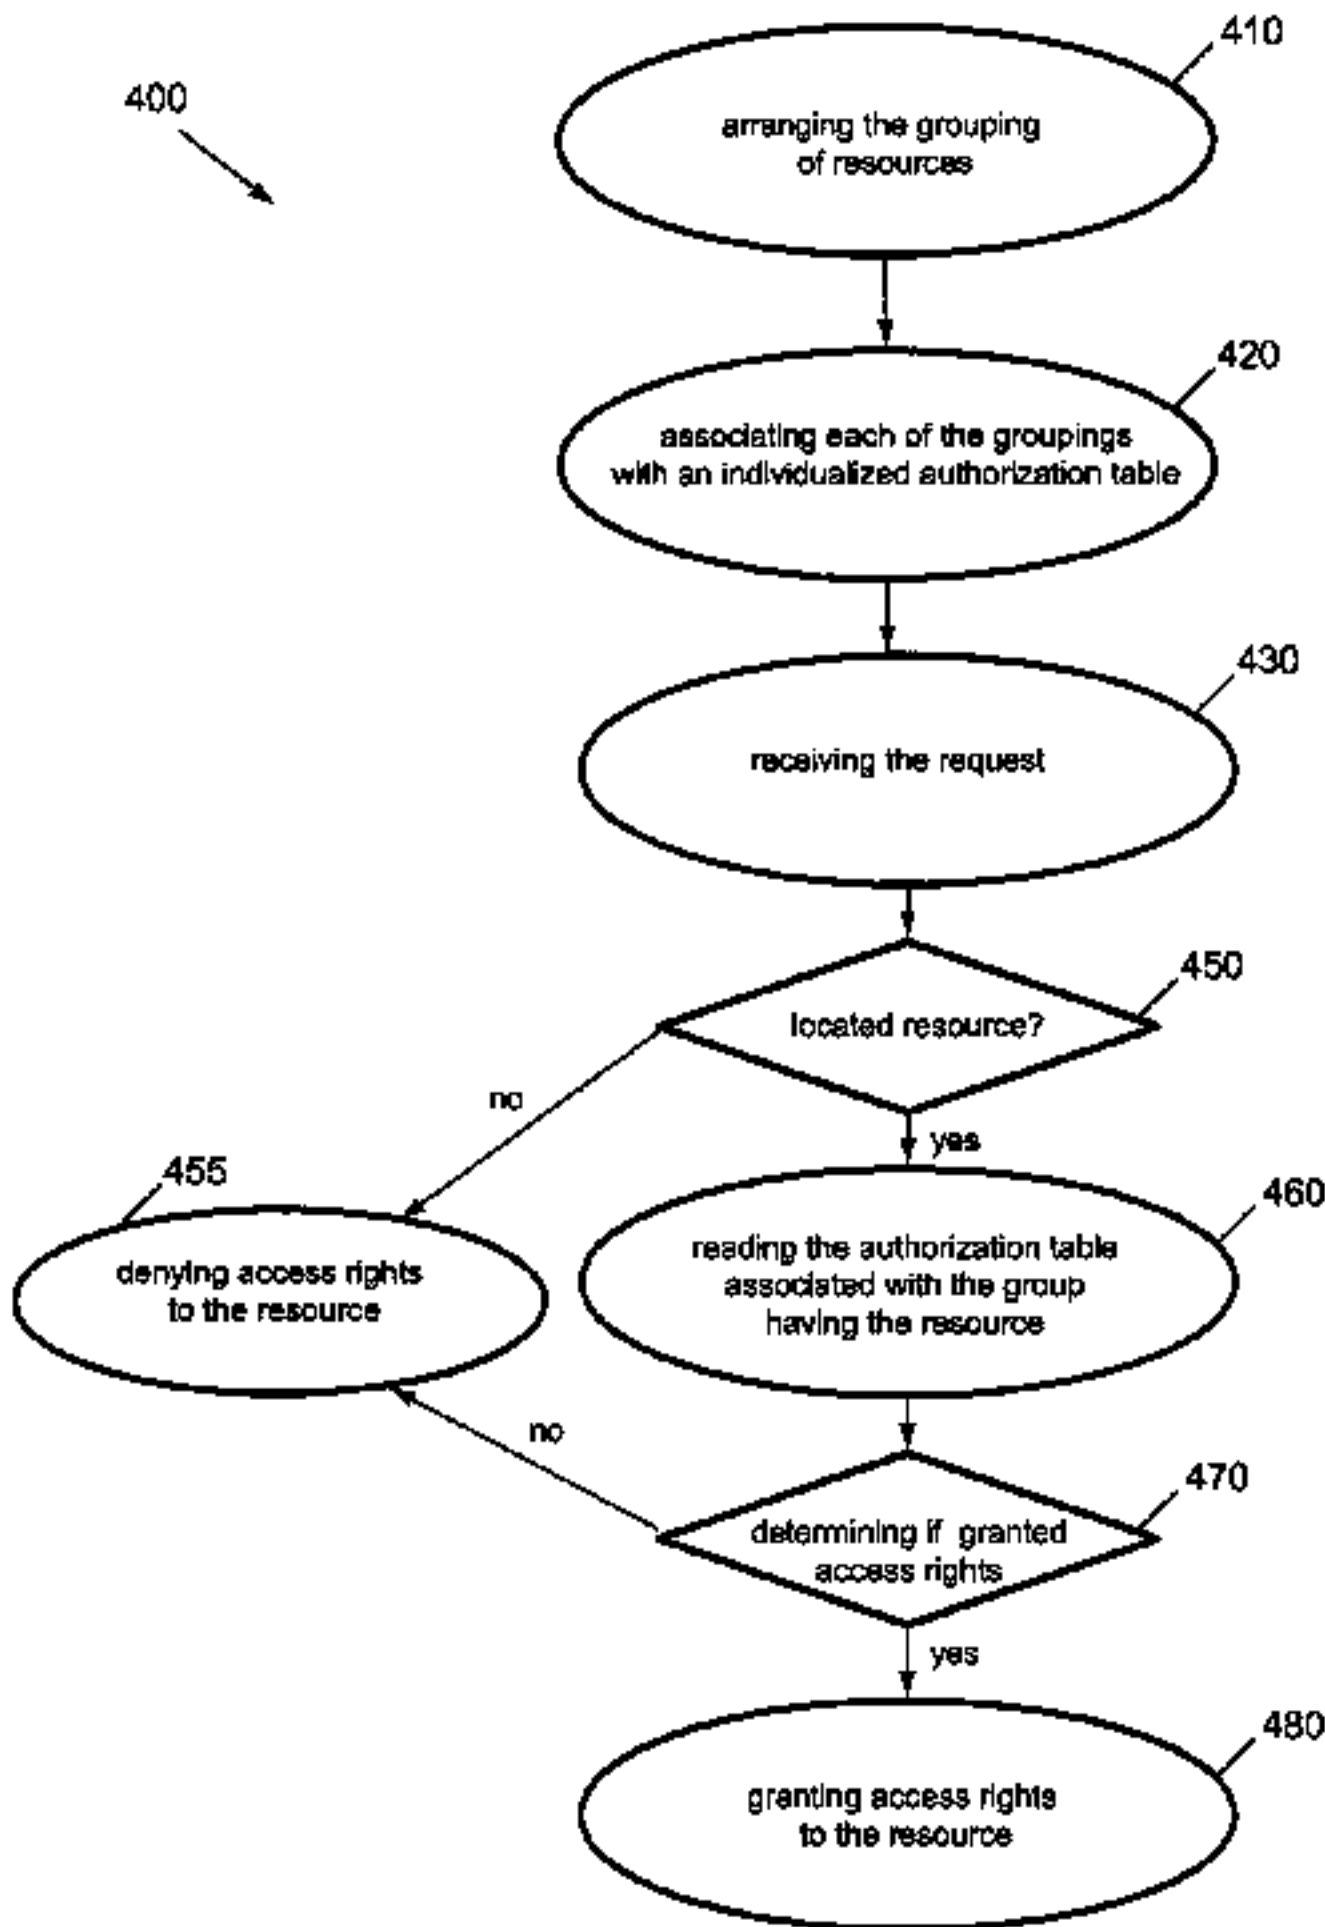 400
410
arranging the grouping
of resources
420
associating each of the groupings
with an individualized authorization table
430
receiving the request
450
located resource?
no
yes
455
denying access rights
to the resource
460
reading the authorization table
associated with the group
having the resource
no
470
determining if granted
access rights
yes
480
granting access rights
to the resource